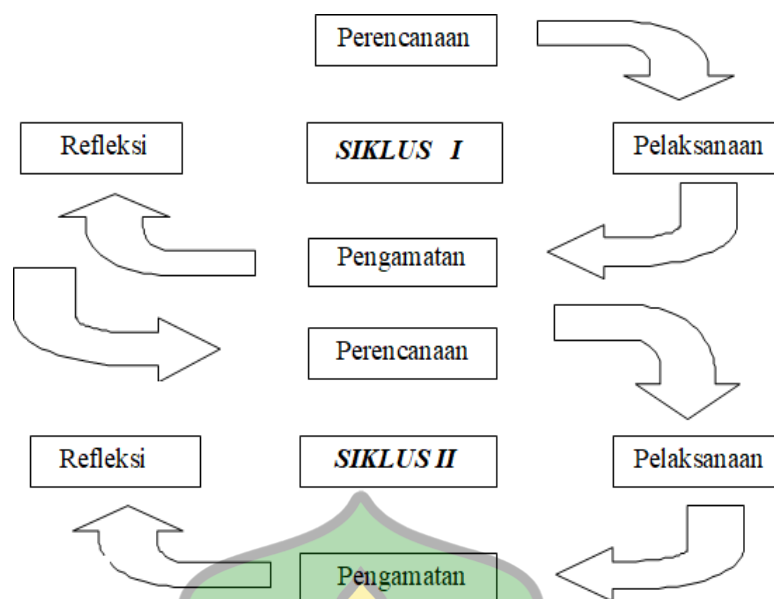 Perencanaan
Refleksi
SIKLUS I
Pelaksanaan
Pengamatan
Perencanaan
Refleksi
SIKLUS II
Pelaksanaan
Pengamatan